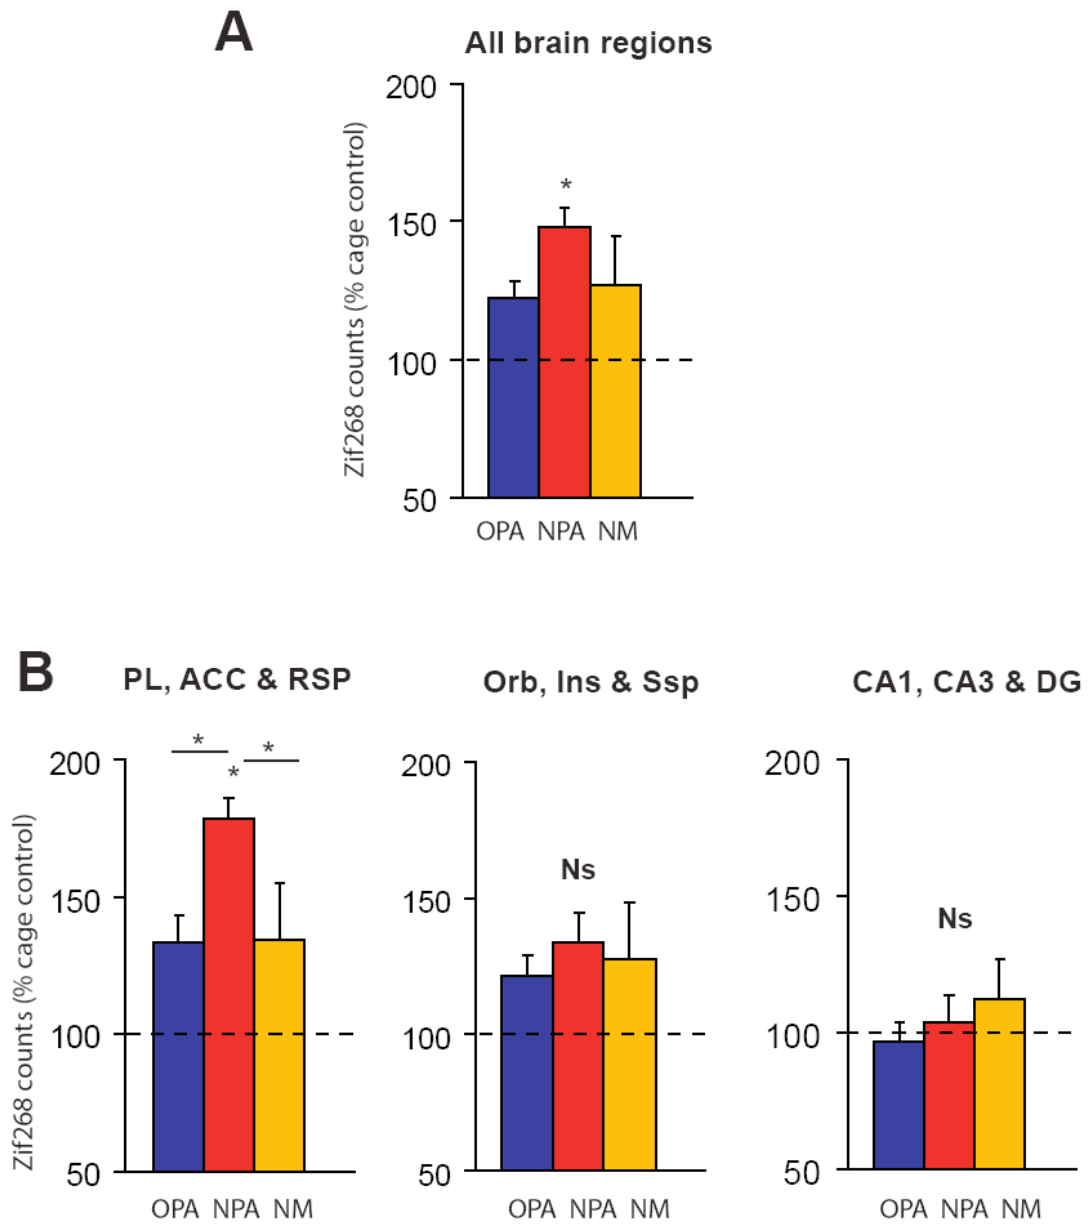 A
All brain regions
Zif268 counts (% cage control)
200
150
100
50
*
OPA NPA NM
B
PL, ACC & RSP
Zif268 counts (% cage control)
200
150
100
50
* * *
OPA NPA NM
Orb, Ins & Ssp
200
150
100
50
Ns
OPA NPA NM
CA1, CA3 & DG
200
150
100
50
Ns
OPA NPA NM